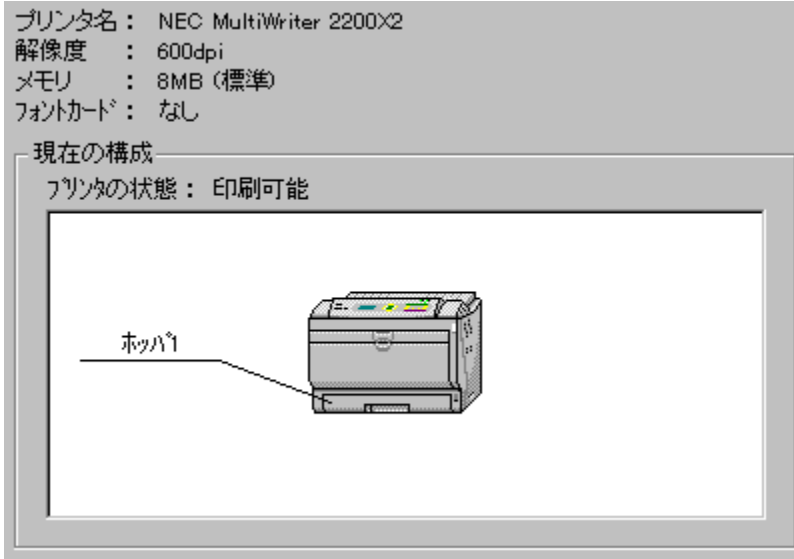 プリンタ名： NEC MultiWriter 2200X2
解像度 ： 600dpi
メモリ ： 8MB (標準)
フォントカード： なし
現在の構成
プリンタの状態： 印刷可能
ホッパ1